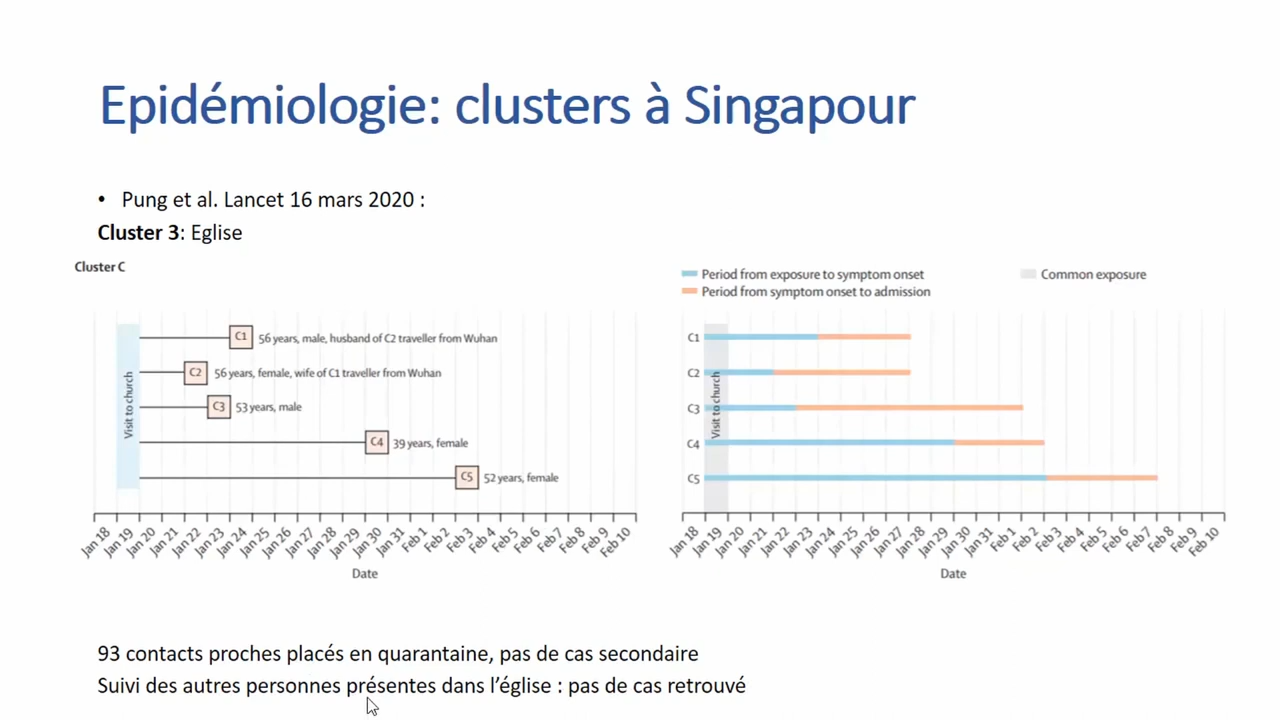 Epidémiologie: clusters à Singapour
• Pung et al. Lancet 16 mars 2020 :
Cluster 3: Eglise
Cluster C
Visit to church
C1 56 years, male, husband of C2 traveller from Wuhan
C2 56 years, female, wife of C1 traveller from Wuhan
C3 53 years, male
C4 39 years, female
C5 52 years, female
Jan 18 Jan 19 Jan 20 Jan 21 Jan 22 Jan 23 Jan 24 Jan 25 Jan 26 Jan 27 Jan 28 Jan 29 Jan 30 Jan 31 Feb 1 Feb 2 Feb 3 Feb 4 Feb 5 Feb 6 Feb 7 Feb 8 Feb 9 Feb 10
Date
Period from exposure to symptom onset
Period from symptom onset to admission
Common exposure
Visit to church
C1
C2
C3
C4
C5
Jan 18 Jan 19 Jan 20 Jan 21 Jan 22 Jan 23 Jan 24 Jan 25 Jan 26 Jan 27 Jan 28 Jan 29 Jan 30 Jan 31 Feb 1 Feb 2 Feb 3 Feb 4 Feb 5 Feb 6 Feb 7 Feb 8 Feb 9 Feb 10
Date
93 contacts proches placés en quarantaine, pas de cas secondaire
Suivi des autres personnes présentes dans l'église : pas de cas retrouvé